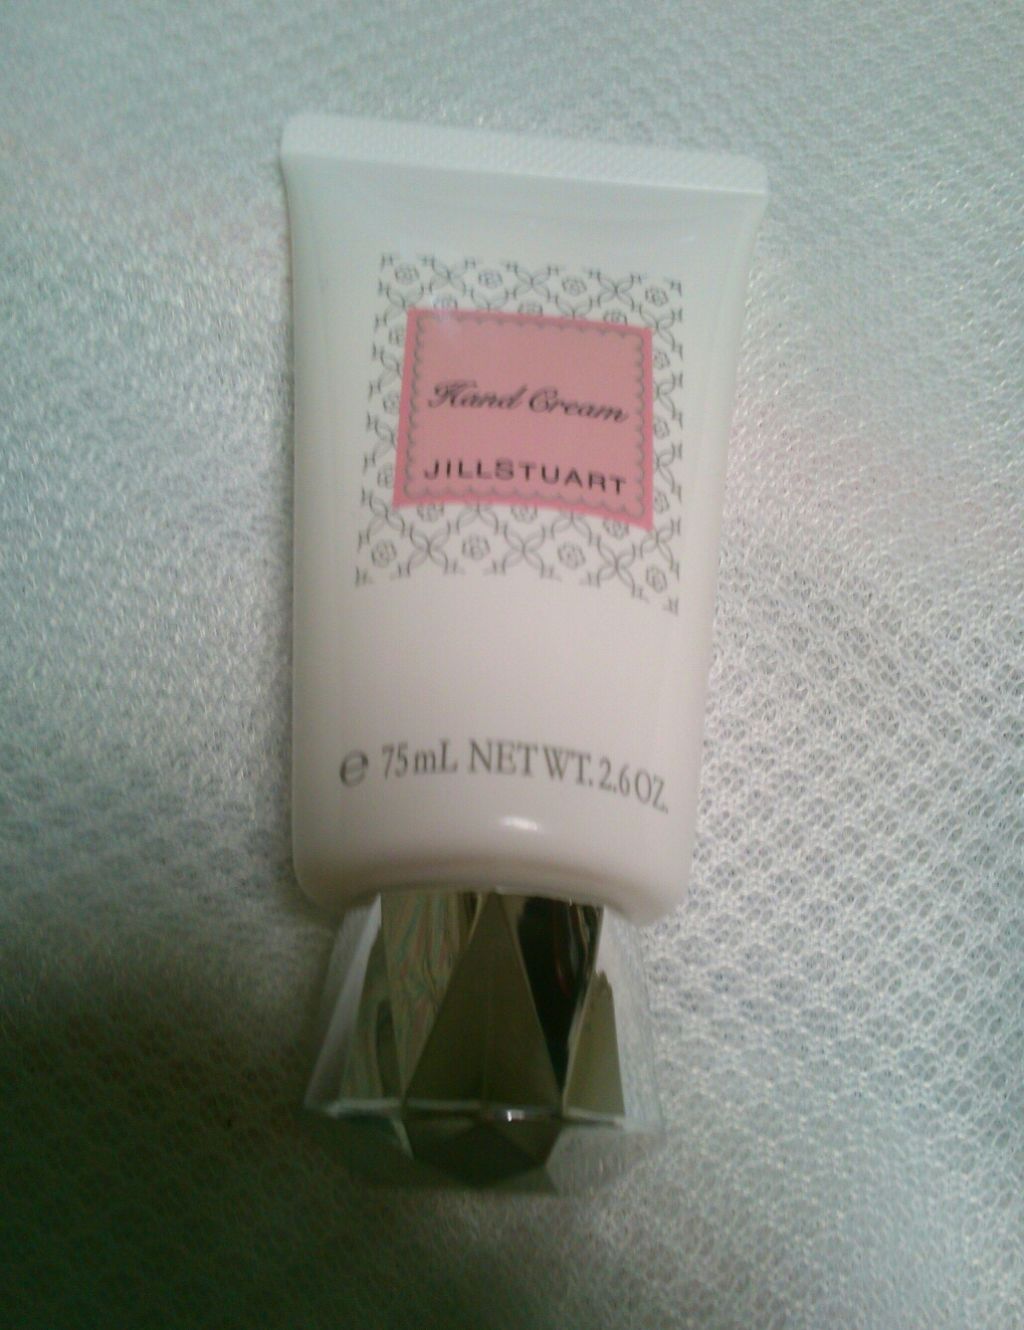 Hand Cream
JILLSTUART
℮ 75mL NET WT. 2.6 OZ.